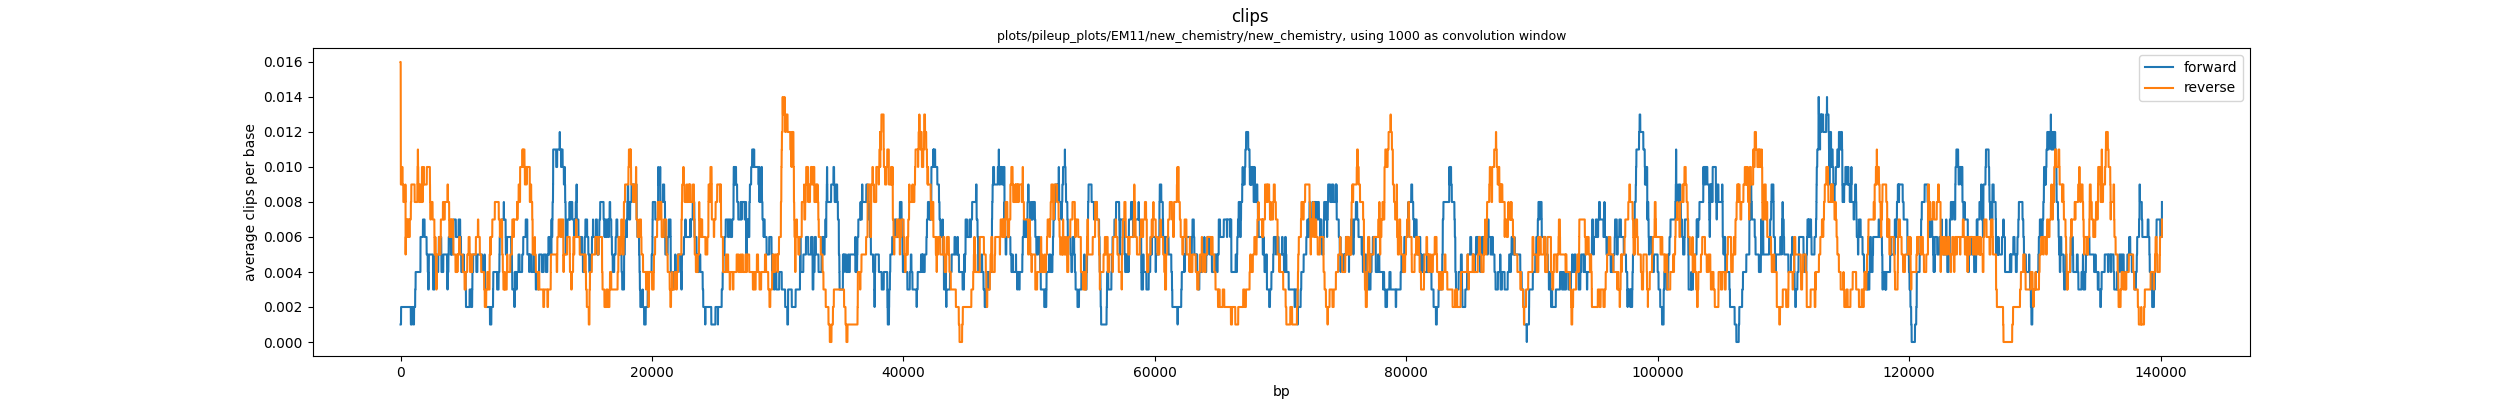 clips
plots/pileup_plots/EM11/new_chemistry/new_chemistry, using 1000 as convolution window
average clips per base
0.016
0.014
0.012
0.010
0.008
0.006
0.004
0.002
0.000
forward
reverse
0 20000 40000 60000 80000 100000 120000 140000
bp